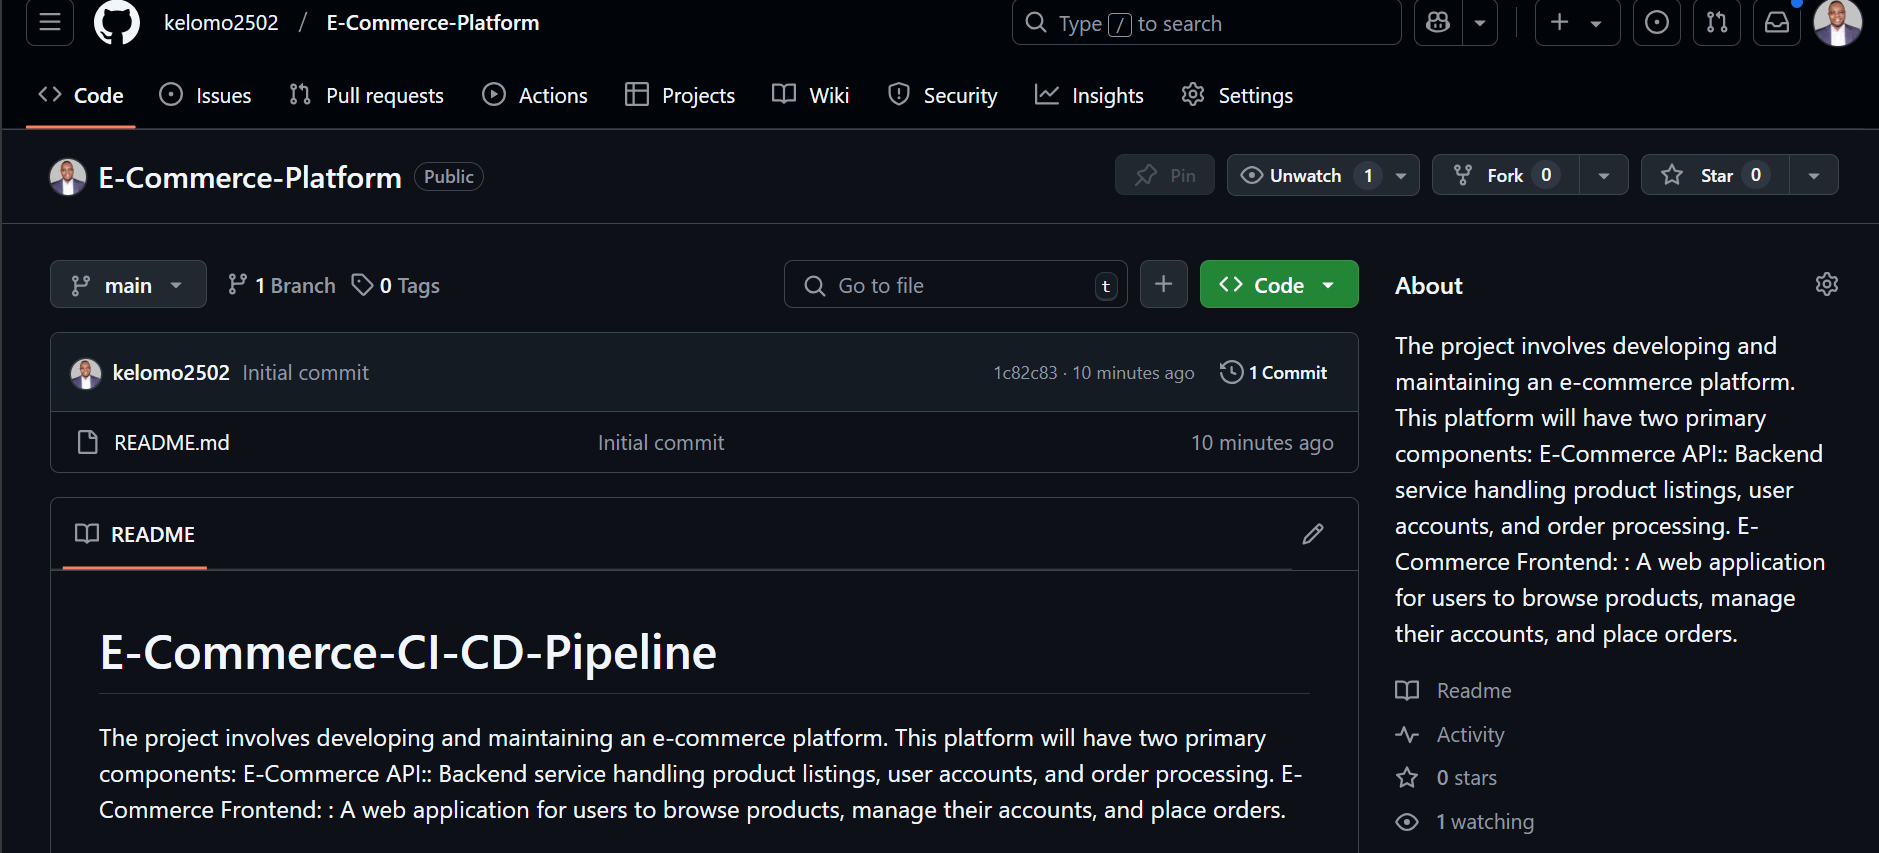 kelomo2502 / E-Commerce-Platform
Type / to search
Code Issues Pull requests Actions Projects Wiki Security Insights Settings
E-Commerce-Platform Public
Pin Unwatch 1 Fork 0 Star 0
main 1 Branch 0 Tags
Go to file t
Code
kelomo2502 Initial commit 1c82c83 · 10 minutes ago 1 Commit
README.md Initial commit 10 minutes ago
README
E-Commerce-CI-CD-Pipeline
The project involves developing and maintaining an e-commerce platform. This platform will have two primary
components: E-Commerce API:: Backend service handling product listings, user accounts, and order processing. E-
Commerce Frontend: : A web application for users to browse products, manage their accounts, and place orders.
About
The project involves developing and
maintaining an e-commerce platform.
This platform will have two primary
components: E-Commerce API:: Backend
service handling product listings, user
accounts, and order processing. E-
Commerce Frontend: : A web application
for users to browse products, manage
their accounts, and place orders.
Readme
Activity
0 stars
1 watching